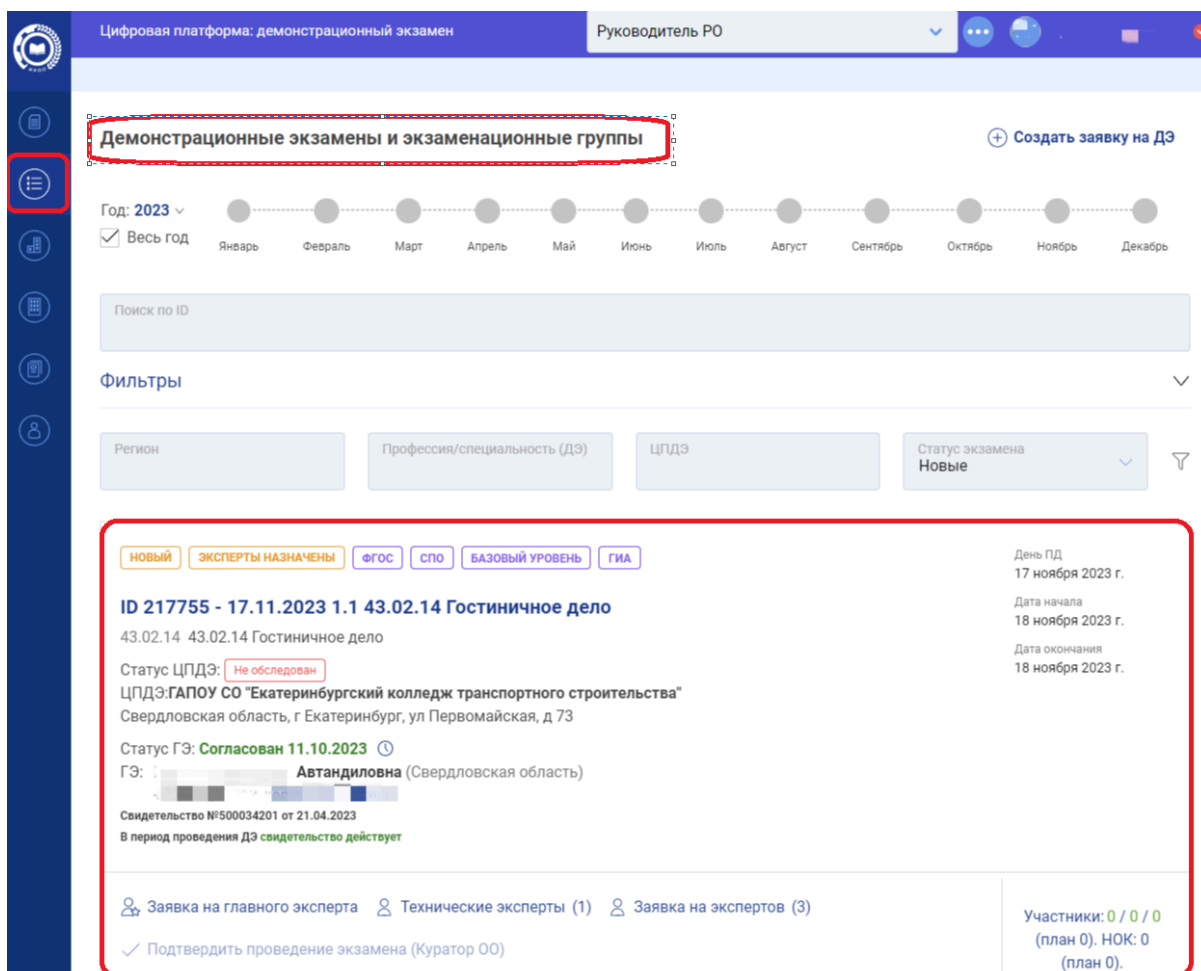 Цифровая платформа: демонстрационный экзамен
Руководитель РО
Демонстрационные экзамены и экзаменационные группы
Создать заявку на ДЭ
Год: 2023
Весь год
Январь Февраль Март Апрель Май Июнь Июль Август Сентябрь Октябрь Ноябрь Декабрь
Поиск по ID
Фильтры
Регион
Профессия/специальность (ДЭ)
ЦПДЭ
Статус экзамена
Новые
НОВЫЙ ЭКСПЕРТЫ НАЗНАЧЕНЫ ФГОС СПО БАЗОВЫЙ УРОВЕНЬ ГИА
ID 217755 - 17.11.2023 1.1 43.02.14 Гостиничное дело
43.02.14 43.02.14 Гостиничное дело
Статус ЦПДЭ: Не обследован
ЦПДЭ:ГАПОУ СО "Екатеринбургский колледж транспортного строительства"
Свердловская область, г Екатеринбург, ул Первомайская, д 73
Статус ГЭ: Согласован 11.10.2023
ГЭ: Автандиловна (Свердловская область)
Свидетельство №500034201 от 21.04.2023
В период проведения ДЭ свидетельство действует
День ПД
17 ноября 2023 г.
Дата начала
18 ноября 2023 г.
Дата окончания
18 ноября 2023 г.
Заявка на главного эксперта Технические эксперты (1) Заявка на экспертов (3)
Подтвердить проведение экзамена (Куратор ОО)
Участники: 0 / 0 / 0
(план 0). НОК: 0
(план 0).